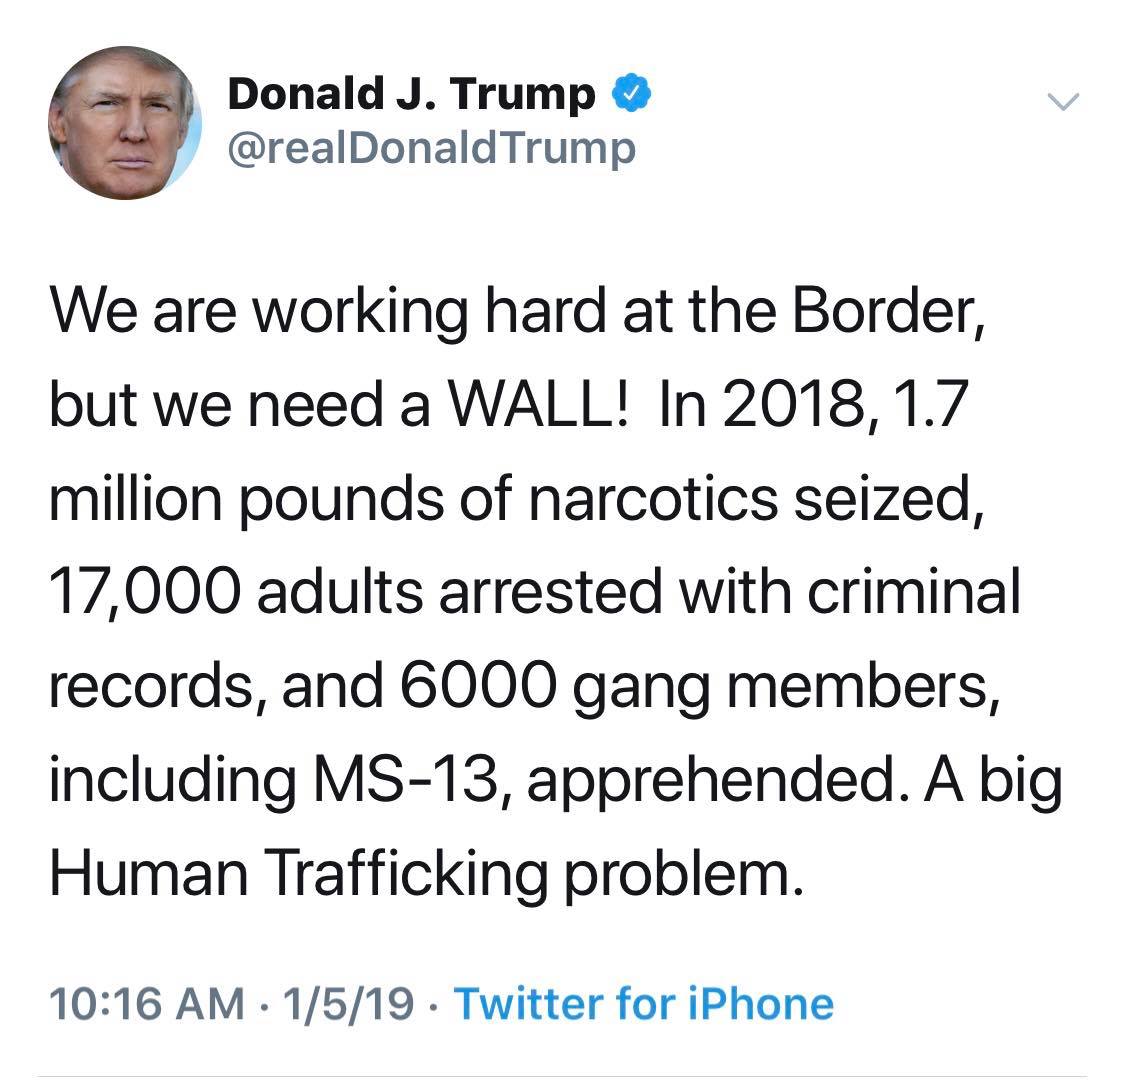 Donald J. Trump
@realDonaldTrump
We are working hard at the Border,
but we need a WALL!  In 2018, 1.7
million pounds of narcotics seized,
17,000 adults arrested with criminal
records, and 6000 gang members,
including MS-13, apprehended. A big
Human Trafficking problem.
10:16 AM · 1/5/19 · Twitter for iPhone